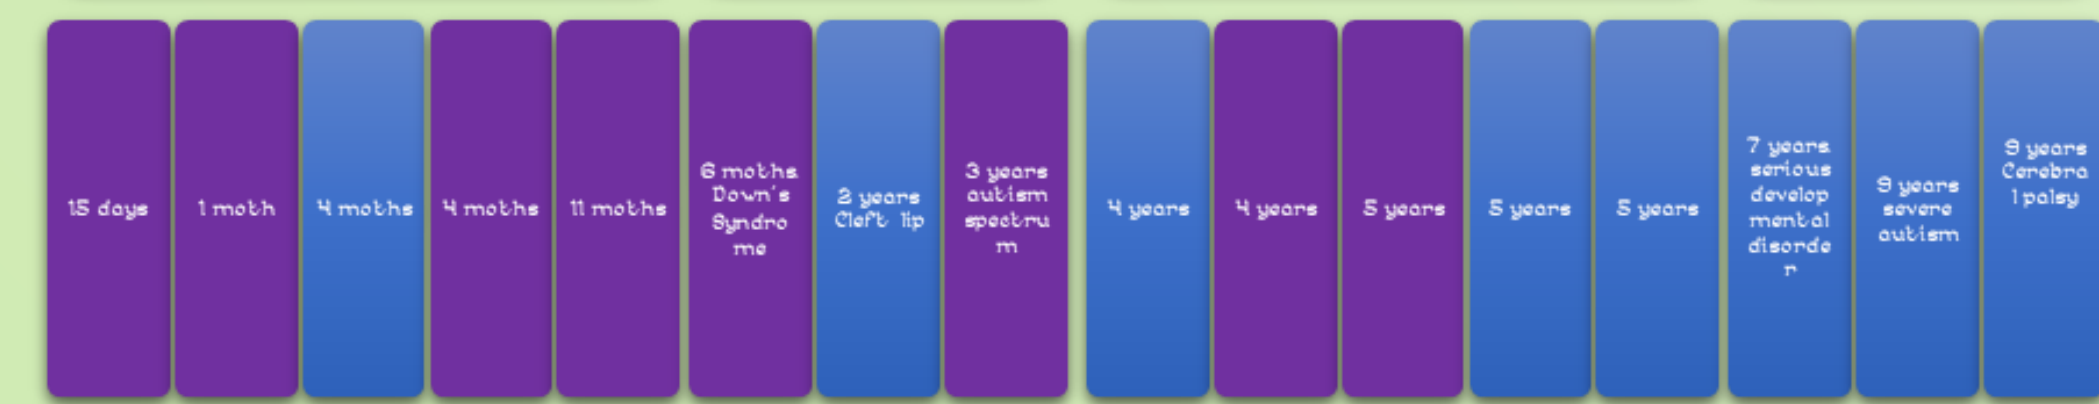 15 days
1 moth
4 moths
4 moths
11 moths
6 moths
Down's
Syndro
me
2 years
Cleft lip
3 years
autism
spectru
m
4 years
4 years
5 years
5 years
5 years
7 years
serious
develop
mental
disorde
r
9 years
severe
autism
9 years
Cerebra
l palsy